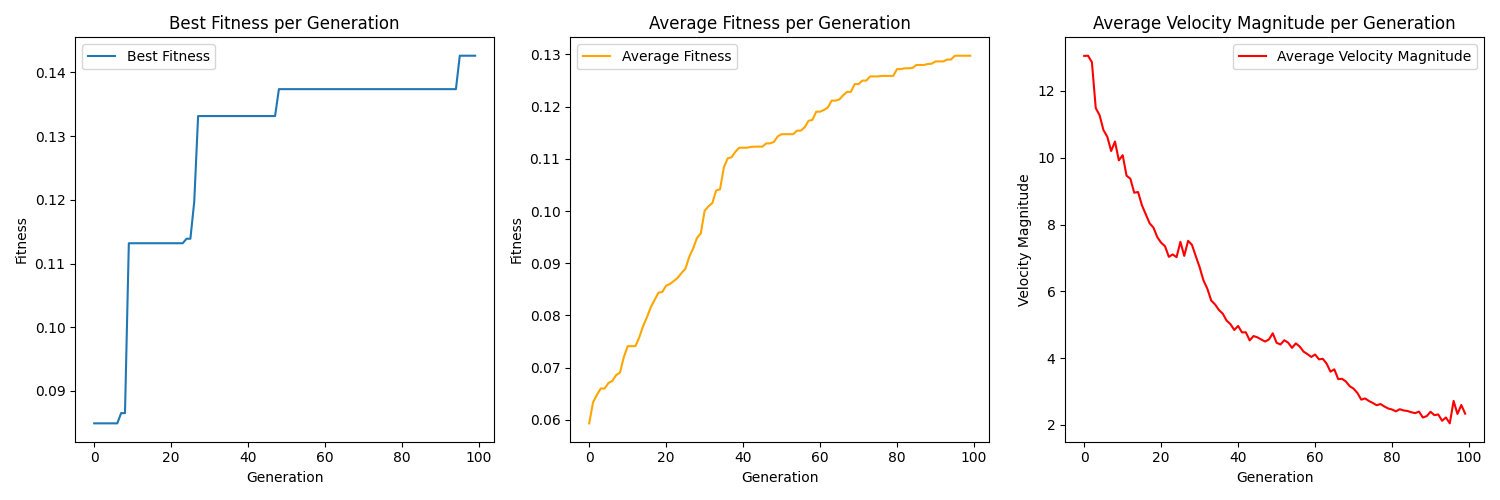 Best Fitness per Generation
Best Fitness
0.14
0.13
0.12
0.11
0.10
0.09
Fitness
0 20 40 60 80 100
Generation
Average Fitness per Generation
Average Fitness
0.13
0.12
0.11
0.10
0.09
0.08
0.07
0.06
Fitness
0 20 40 60 80 100
Generation
Average Velocity Magnitude per Generation
Average Velocity Magnitude
12
10
8
6
4
2
Velocity Magnitude
0 20 40 60 80 100
Generation